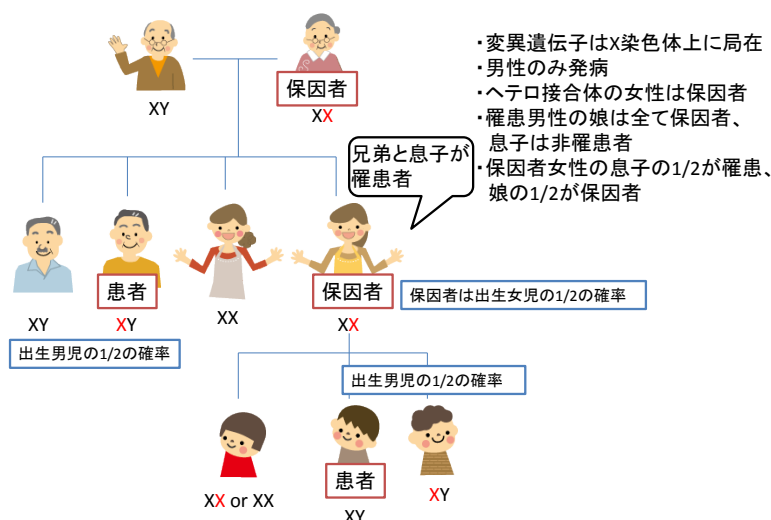 XY
保因者
XX
・変異遺伝子はX染色体上に局在
・男性のみ発病
・ヘテロ接合体の女性は保因者
・罹患男性の娘は全て保因者、
息子は非罹患者
・保因者女性の息子の1/2が罹患、
娘の1/2が保因者
兄弟と息子が
罹患者
患者
保因者
保因者は出生女児の1/2の確率
XY
XY
XX
XX
出生男児の1/2の確率
出生男児の1/2の確率
患者
XX or XX
XY
XY